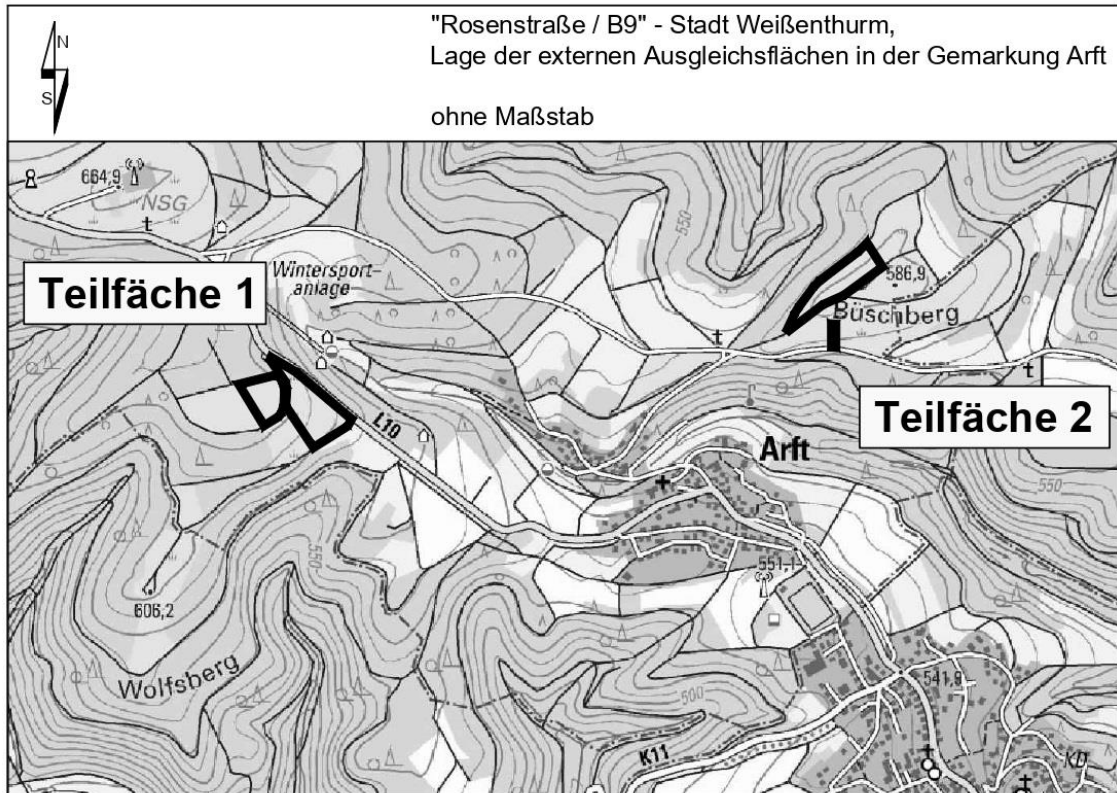 N
S
"Rosenstraße / B9" - Stadt Weißenthurm,
Lage der externen Ausgleichsflächen in der Gemarkung Arft
ohne Maßstab
664,9
NSG
550
Teilfäche 1
Wintersport-
anlage
586,9
Büschberg
L10
Teilfäche 2
Arft
550
550
551,1
606,2
Wolfsberg
500
541,9
K11
KD